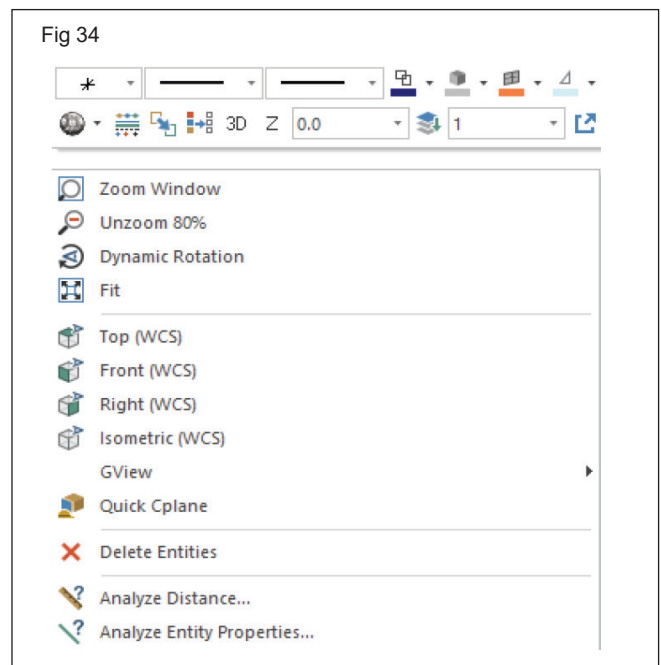 Fig 34
3D Z 0.0 1
Zoom Window
Unzoom 80%
Dynamic Rotation
Fit
Top (WCS)
Front (WCS)
Right (WCS)
Isometric (WCS)
GView
Quick Cplane
Delete Entities
Analyze Distance...
Analyze Entity Properties...